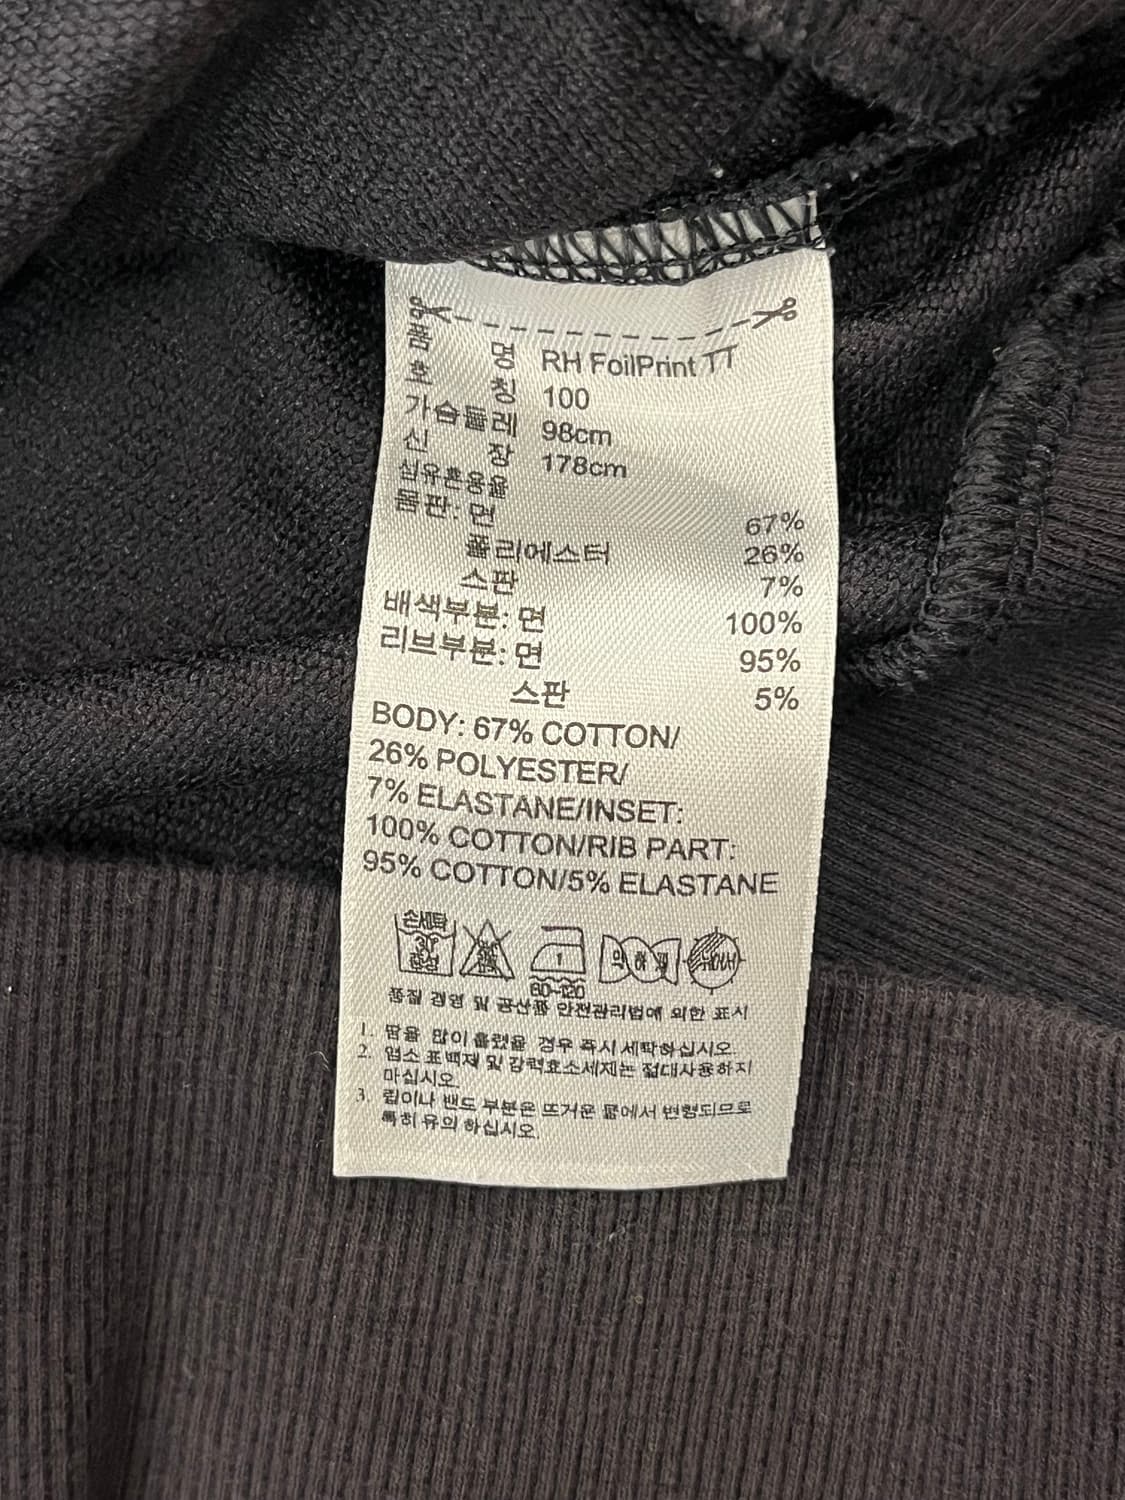 품 명 RH FoilPrint TT
호 칭 100
가슴둘레 98cm
신 장 178cm
섬유혼용율
몸판: 면 67%
폴리에스터 26%
스판 7%
배색부분: 면 100%
리브부분: 면 95%
스판 5%
BODY: 67% COTTON/
26% POLYESTER/
7% ELASTANE/INSET:
100% COTTON/RIB PART:
95% COTTON/5% ELASTANE
손세탁 30° 중성 1 80~120 약하게
품질 경영 및 공산품 안전관리법에 의한 표시
1. 땀을 많이 흘렸을 경우 즉시 세탁하십시오
2. 염소 표백제 및 강력효소세제는 절대사용하지
마십시오.
3. 립이나 밴드 부분은 뜨거운 물에서 변형되므로
특히 유의 하십시오.